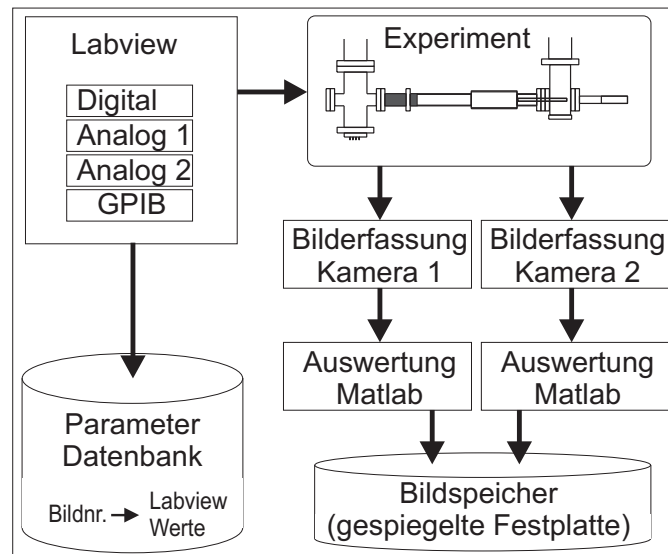 Labview
Digital
Analog 1
Analog 2
GPIB
Experiment
Bilderfassung
Kamera 1
Bilderfassung
Kamera 2
Auswertung
Matlab
Auswertung
Matlab
Parameter
Datenbank
Bildnr. → Labview
Werte
Bildspeicher
(gespiegelte Festplatte)